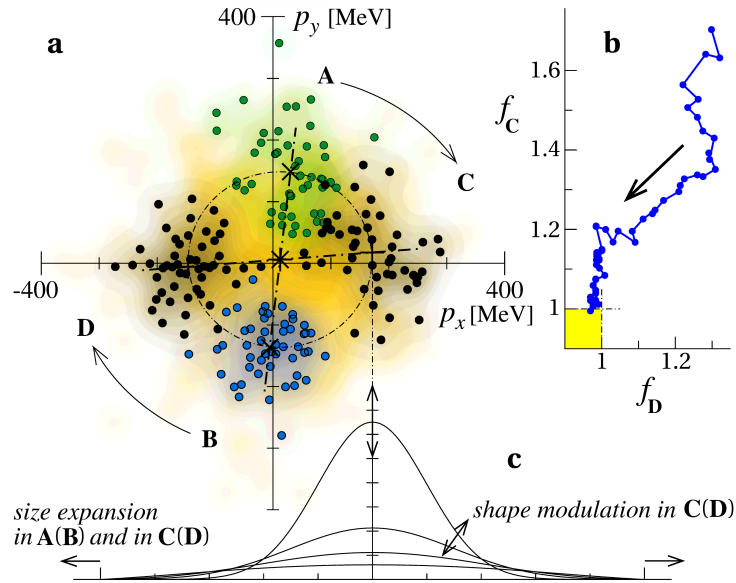 400
p_y [MeV]
a
b
A
1.6
f_C
C
1.4
1.2
-400
400
p_x [MeV]
D
1
1
1.2
f_D
B
c
size expansion
in A(B) and in C(D)
shape modulation in C(D)